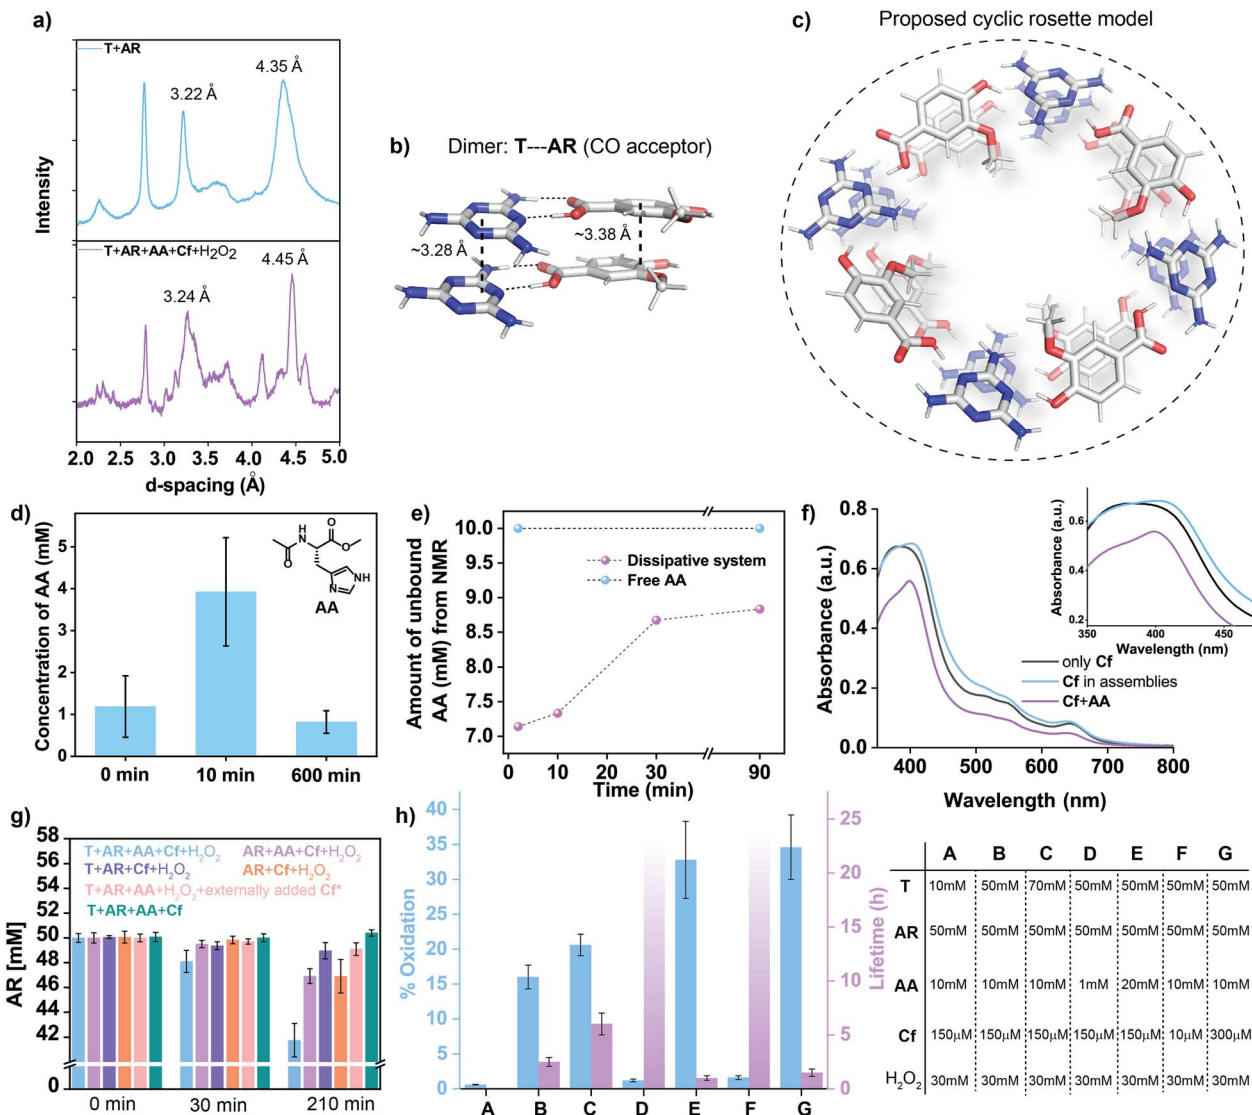 a)
T+AR
3.22 Å
4.35 Å
T+AR+AA+Cf+H2O2
3.24 Å
4.45 Å
Intensity
2.0 2.5 3.0 3.5 4.0 4.5 5.0
d-spacing (Å)
b) Dimer: T---AR (CO acceptor)
~3.28 Å
~3.38 Å
c) Proposed cyclic rosette model
d)
Concentration of AA (mM)
5
4
3
2
1
0
0 min 10 min 600 min
O
N
H
O
O
N
NH
AA
e)
Amount of unbound
AA (mM) from NMR
10.0
9.5
9.0
8.5
8.0
7.5
7.0
Dissipative system
Free AA
0 10 20 30 90
Time (min)
f)
Absorbance (a.u.)
0.8
0.6
0.4
0.2
0.0
400 500 600 700 800
Wavelength (nm)
only Cf
Cf in assemblies
Cf+AA
Absorbance (a.u.)
0.6
0.4
0.2
350 400 450
Wavelength (nm)
g)
AR [mM]
58
56
54
52
50
48
46
44
42
0
T+AR+AA+Cf+H2O2 AR+AA+Cf+H2O2
T+AR+Cf+H2O2 AR+Cf+H2O2
T+AR+AA+H2O2+externally added Cf*
T+AR+AA+Cf
0 min 30 min 210 min
h)
% Oxidation
40
35
30
25
20
15
10
5
0
A B C D E F G
25
20
15
10
5
0
Lifetime (h)
A B C D E F G
T 10mM 50mM 70mM 50mM 50mM 50mM 50mM
AR 50mM 50mM 50mM 50mM 50mM 50mM 50mM
AA 10mM 10mM 10mM 1mM 20mM 10mM 10mM
Cf 150µM 150µM 150µM 150µM 150µM 10µM 300µM
H2O2 30mM 30mM 30mM 30mM 30mM 30mM 30mM